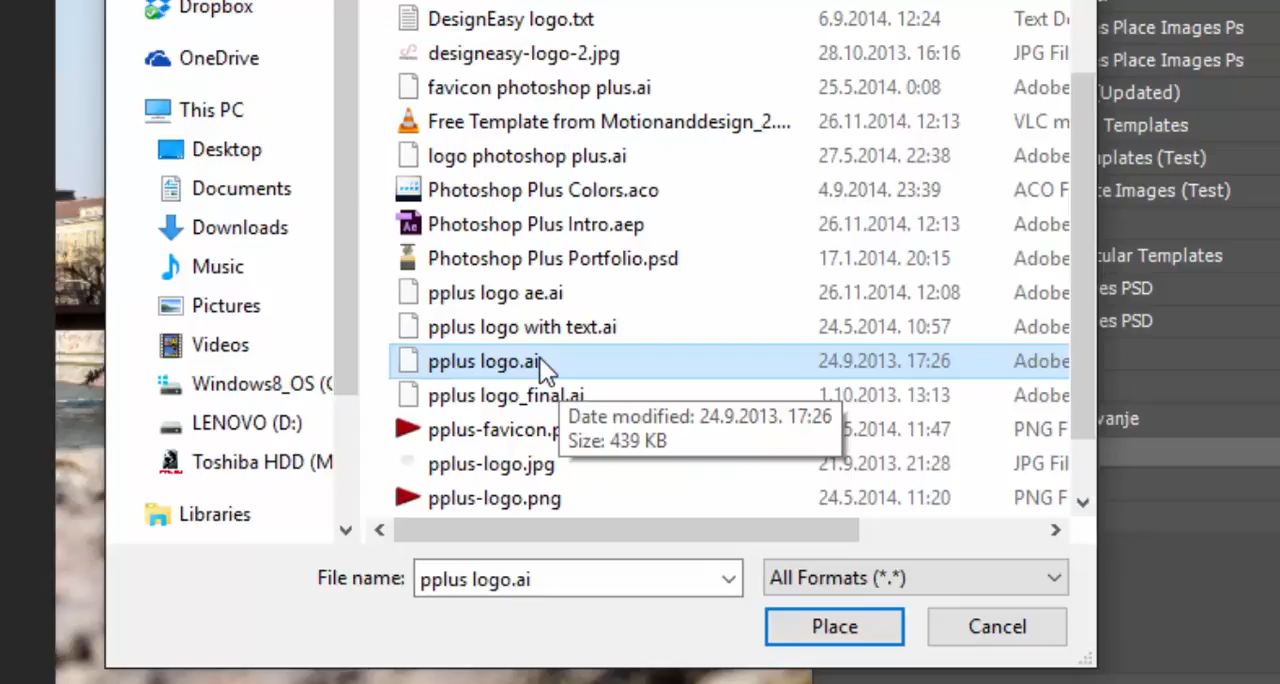 Dropbox
OneDrive
This PC
Desktop
Documents
Downloads
Music
Pictures
Videos
Windows8_OS (C
LENOVO (D:)
Toshiba HDD (M
Libraries
DesignEasy logo.txt 6.9.2014. 12:24 Text D
designeasy-logo-2.jpg 28.10.2013. 16:16 JPG Fil
favicon photoshop plus.ai 25.5.2014. 0:08 Adobe
Free Template from Motionanddesign_2.... 26.11.2014. 12:13 VLC m
logo photoshop plus.ai 27.5.2014. 22:38 Adobe
Photoshop Plus Colors.aco 4.9.2014. 23:39 ACO F
Photoshop Plus Intro.aep 26.11.2014. 12:13 Adobe
Photoshop Plus Portfolio.psd 17.1.2014. 20:15 Adobe
pplus logo ae.ai 26.11.2014. 12:08 Adobe
pplus logo with text.ai 24.5.2014. 10:57 Adobe
pplus logo.ai 24.9.2013. 17:26 Adobe
pplus logo_final.ai 1.10.2013. 13:13 Adobe
Date modified: 24.9.2013. 17:26
Size: 439 KB
pplus-favicon.p .5.2014. 11:47 PNG F
pplus-logo.jpg 21.9.2013. 21:28 JPG Fil
pplus-logo.png 24.5.2014. 11:20 PNG F
File name: pplus logo.ai All Formats (*.*)
Place Cancel
s Place Images Ps
s Place Images Ps
(Updated)
Templates
plates (Test)
ce Images (Test)
cular Templates
es PSD
es PSD
vanje